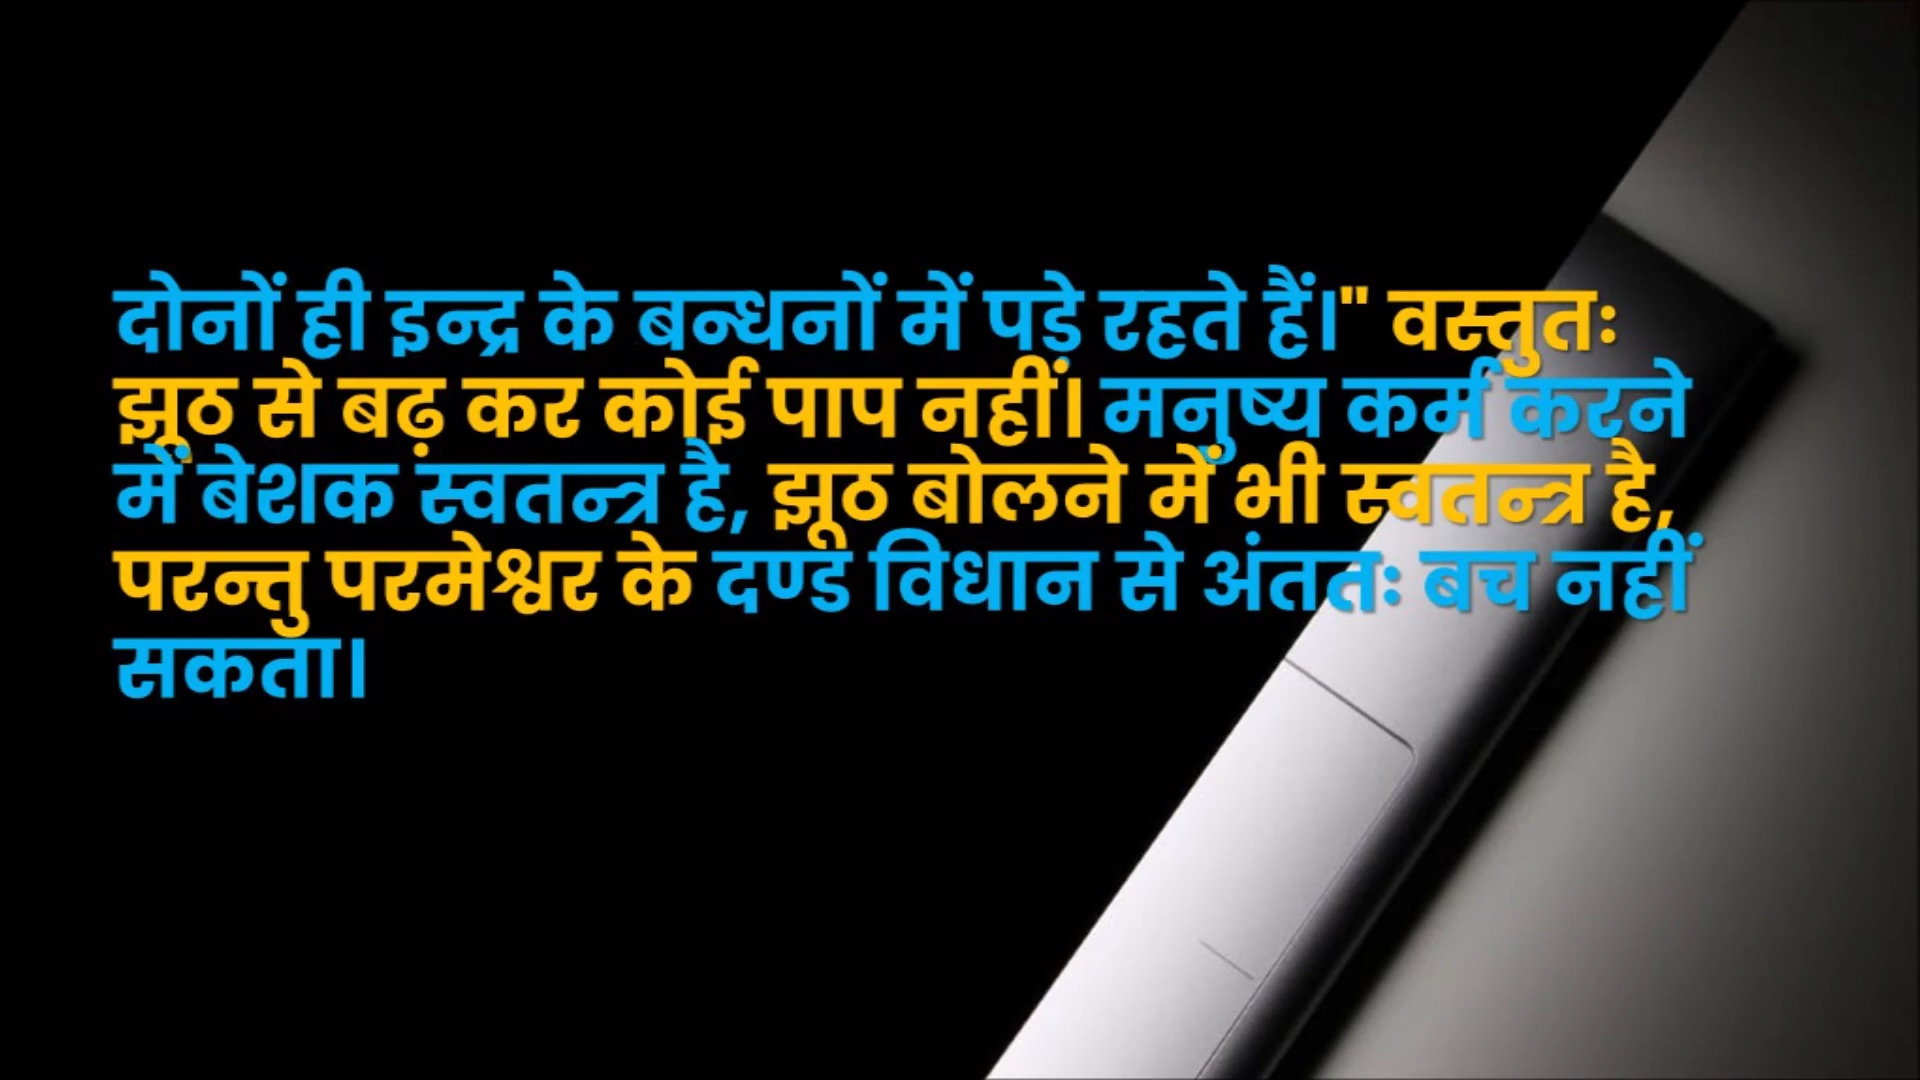 दोनों ही इन्द्र के बन्धनों में पड़े रहते हैं।" वस्तुतः
झूठ से बढ़ कर कोई पाप नहीं। मनुष्य कर्म करने
में बेशक स्वतन्त्र है, झूठ बोलने में भी स्वतन्त्र है,
परन्तु परमेश्वर के दण्ड विधान से अंततः बच नहीं
सकता।